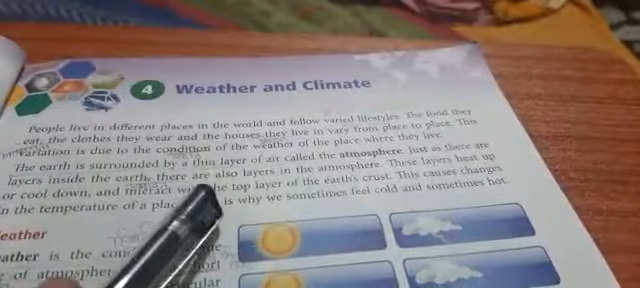 4 Weather and Climate
People live in different places in the world and follow varied lifestyles. The food they
eat, the clothes they wear and the houses they live in vary from place to place. This
variation is due to the condition of the weather of the place where they live.
The earth is surrounded by a thin layer of air called the atmosphere. Just as there are
layers inside the earth, there are also layers in the atmosphere. These layers heat up
or cool down, and interact with the top layer of the earth's crust. This causes changes
in the temperature of a plac is why we sometimes feel cold and sometimes hot.
eather
ather is the con
of atmospher ort
cular